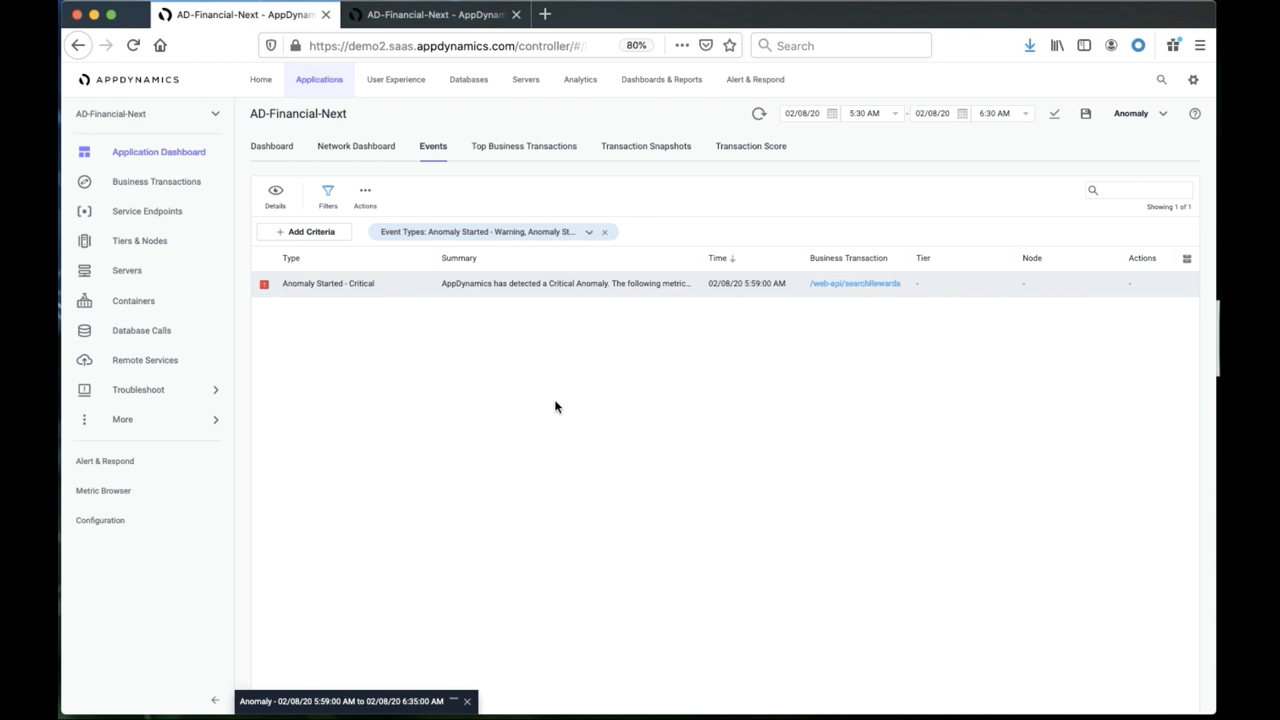 AD-Financial-Next - AppDynam
AD-Financial-Next - AppDynam
https://demo2.saas.appdynamics.com/controller/#/
80%
Search
APPDYNAMICS
Home
Applications
User Experience
Databases
Servers
Analytics
Dashboards & Reports
Alert & Respond
AD-Financial-Next
AD-Financial-Next
02/08/20
5:30 AM
-
02/08/20
6:30 AM
Anomaly
Application Dashboard
Business Transactions
Service Endpoints
Tiers & Nodes
Servers
Containers
Database Calls
Remote Services
Troubleshoot
More
Alert & Respond
Metric Browser
Configuration
Dashboard
Network Dashboard
Events
Top Business Transactions
Transaction Snapshots
Transaction Score
Details
Filters
Actions
Showing 1 of 1
+ Add Criteria
Event Types: Anomaly Started - Warning, Anomaly St...
Type
Summary
Time
Business Transaction
Tier
Node
Actions
Anomaly Started - Critical
AppDynamics has detected a Critical Anomaly. The following metric...
02/08/20 5:59:00 AM
/web-api/searchRewards
-
-
-
Anomaly - 02/08/20 5:59:00 AM to 02/08/20 6:35:00 AM